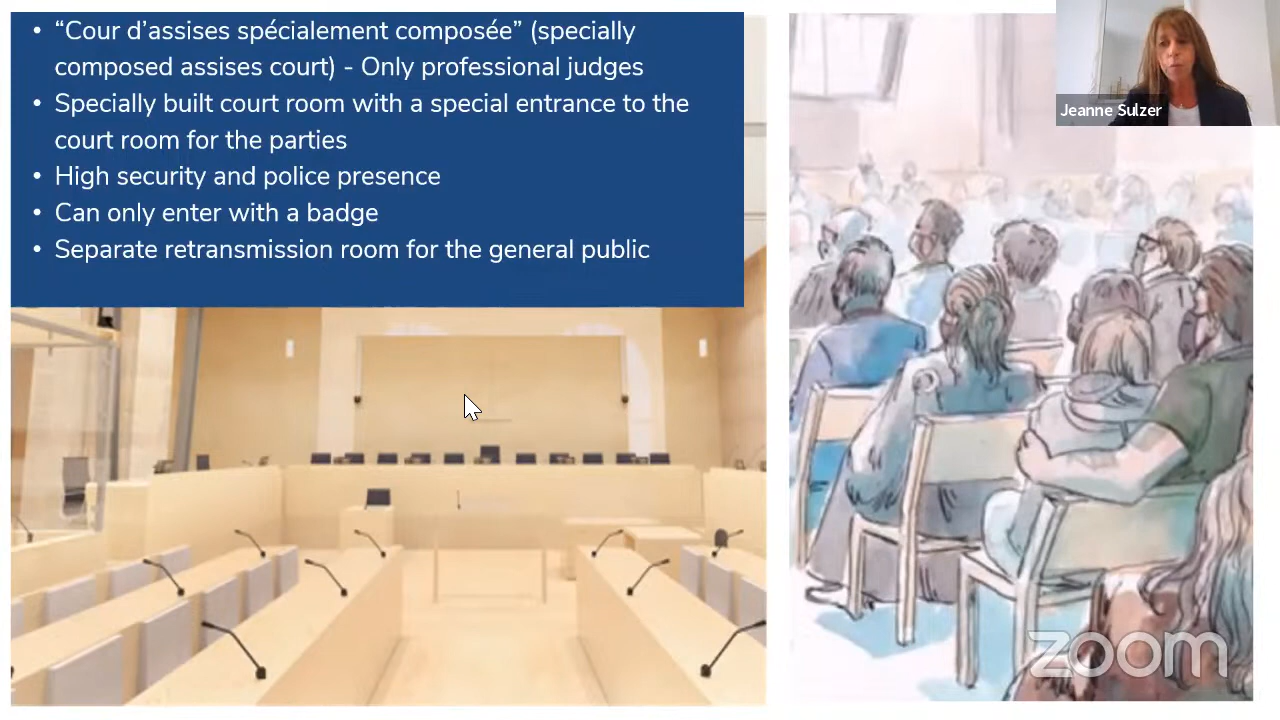 • “Cour d’assises spécialement composée” (specially
composed assises court) - Only professional judges
• Specially built court room with a special entrance to the
court room for the parties
• High security and police presence
• Can only enter with a badge
• Separate retransmission room for the general public
Jeanne Sulzer
zoom